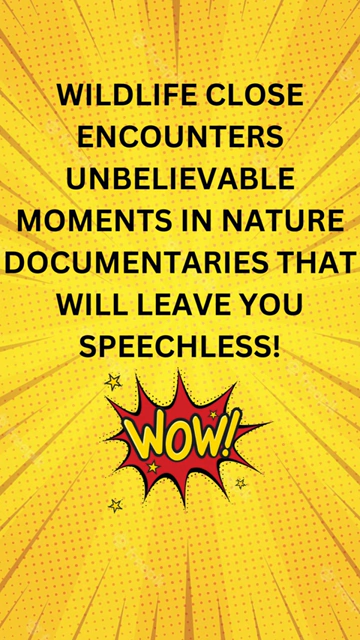 WILDLIFE CLOSE
ENCOUNTERS
UNBELIEVABLE
MOMENTS IN NATURE
DOCUMENTARIES THAT
WILL LEAVE YOU
SPEECHLESS!
WOW!